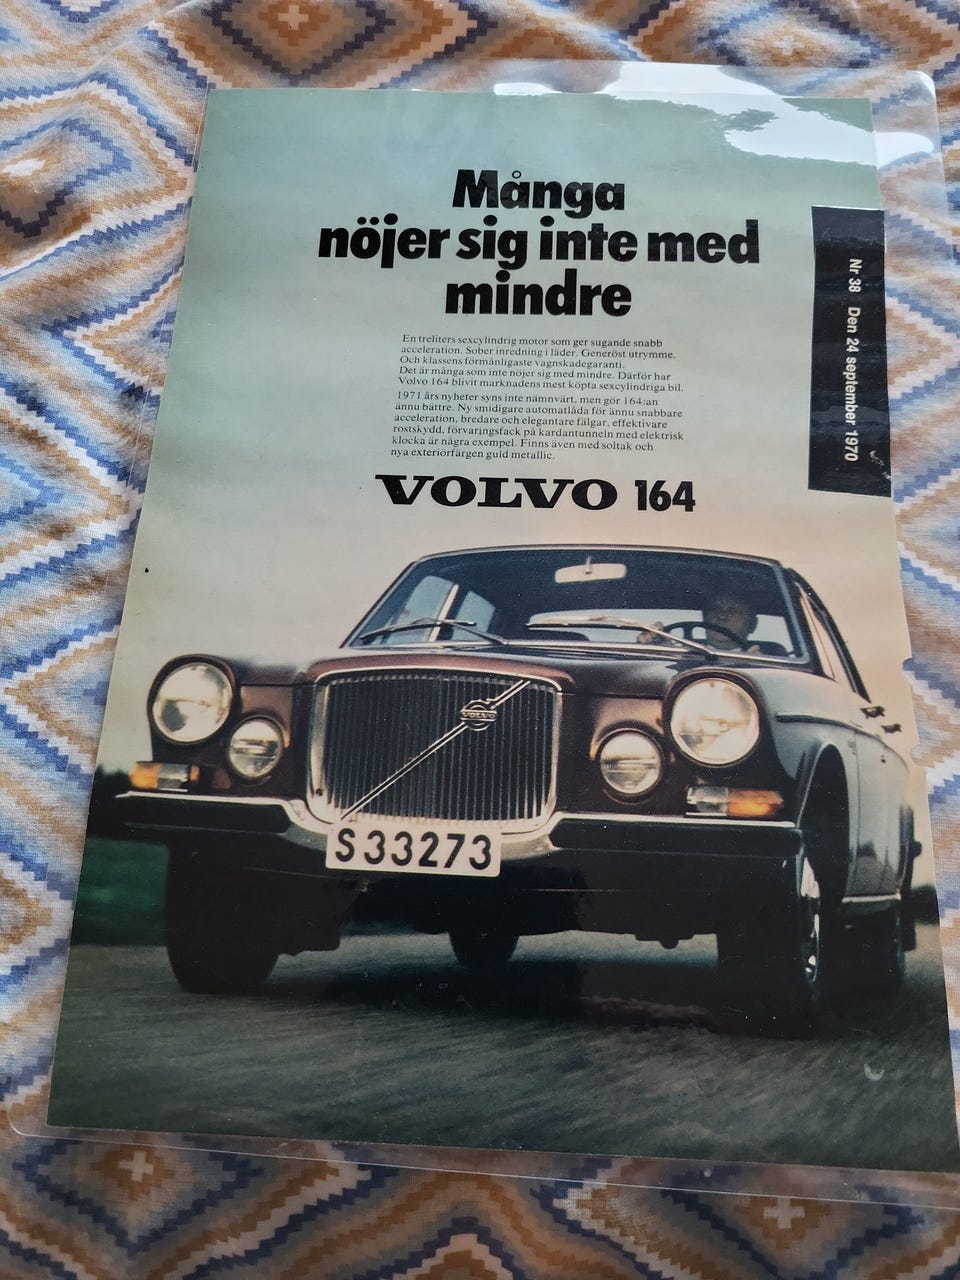 Många
nöjer sig inte med
mindre
En treliters sexcylindrig motor som ger sugande snabb
acceleration. Sober inredning i läder. Generöst utrymme.
Och klassens förmånligaste vagnskadegaranti.
Det är många som inte nöjer sig med mindre. Därför har
Volvo 164 blivit marknadens mest köpta sexcylindriga bil.
1971 års nyheter syns inte nämnvärt, men gör 164:an
ännu bättre. Ny smidigare automatlåda för ännu snabbare
acceleration, bredare och elegantare fälgar, effektivare
rostskydd, förvaringsfack på kardantunneln med elektrisk
klocka är några exempel. Finns även med soltak och
nya exteriörfärgen guld metallic.
VOLVO 164
Nr 38 Den 24 september 1970
VOLVO
S 33273